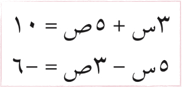 ٣س + ٥ص = ١٠
٥س − ٣ص = −٦